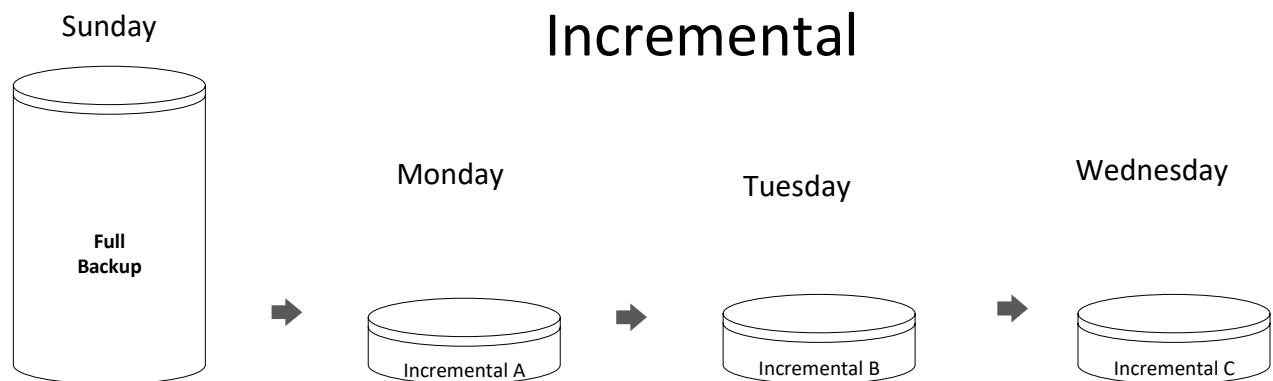 Sunday
Incremental
Monday
Tuesday
Wednesday
Full
Backup
Incremental A
Incremental B
Incremental C